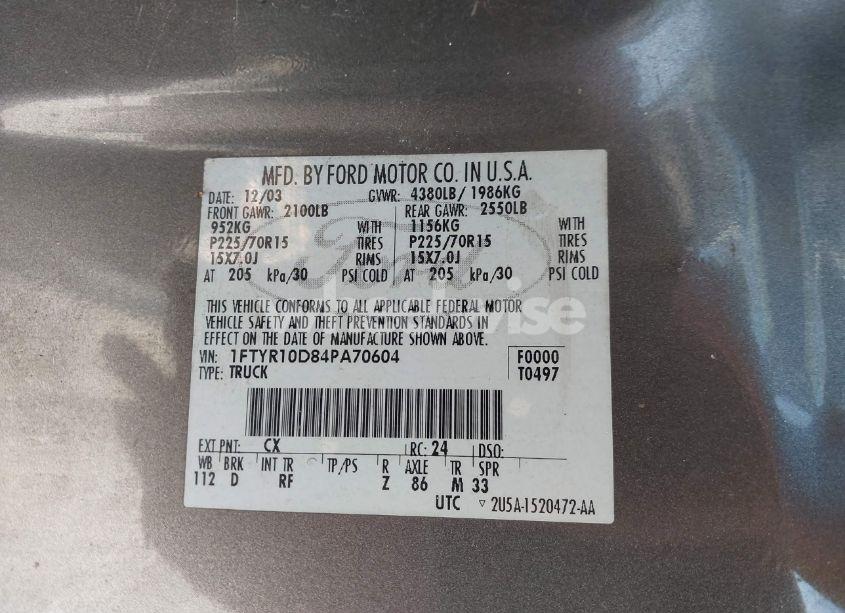 MFD. BY FORD MOTOR CO. IN U.S.A.
DATE: 12/03 GVWR: 4380LB/ 1986KG
FRONT GAWR: 2100LB REAR GAWR: 2550LB
952KG WITH 1156KG WITH
P225/70R15 TIRES P225/70R15 TIRES
15X7.0J RIMS 15X7.0J RIMS
AT 205 kPa/30 PSI COLD AT 205 kPa/30 PSI COLD
THIS VEHICLE CONFORMS TO ALL APPLICABLE FEDERAL MOTOR
VEHICLE SAFETY AND THEFT PREVENTION STANDARDS IN
EFFECT ON THE DATE OF MANUFACTURE SHOWN ABOVE.
VIN: 1FTYR10D84PA70604 F0000
TYPE: TRUCK T0497
EXT PNT: CX RC: 24 DSO:
WB BRK INT TR TP/PS R AXLE TR SPR
112 D RF Z 86 M 33
UTC ▿ 2U5A-1520472-AA
Ford